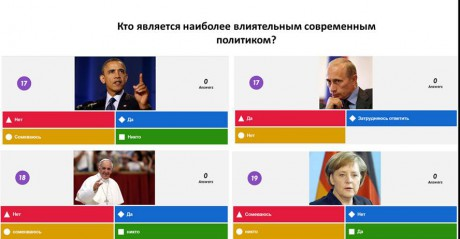 Кто является наиболее влиятельным современным
политиком?
17
0
Answers
Нет
Да
Сомневаюсь
Никто
17
0
Answers
Да
Затрудняюсь ответить
Нет
18
0
Answers
Нет
Да
сомневаюсь
никто
19
0
Answers
Сомневаюсь
Нет
никто
Да